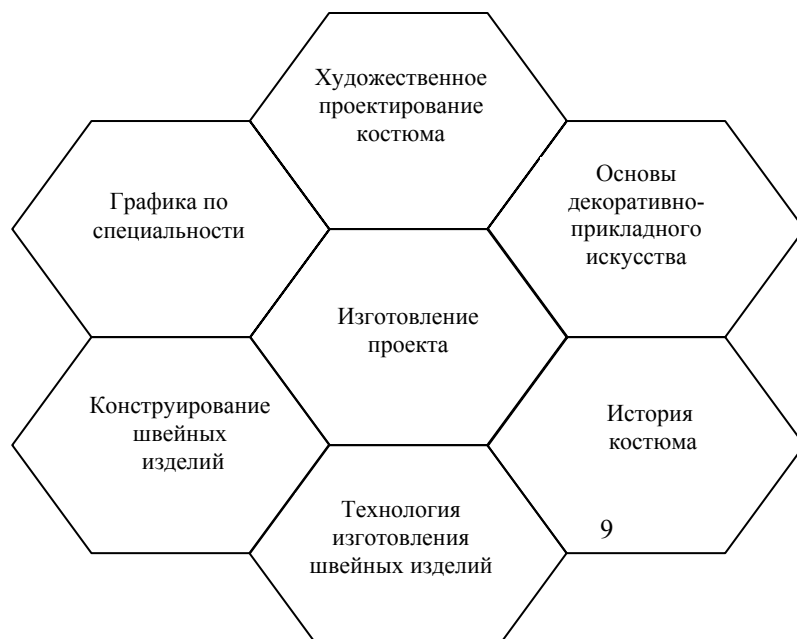 Художественное
проектирование
костюма
Графика по
специальности
Основы
декоративно-
прикладного
искусства
Изготовление
проекта
Конструирование
швейных
изделий
История
костюма
Технология
изготовления
швейных изделий
9